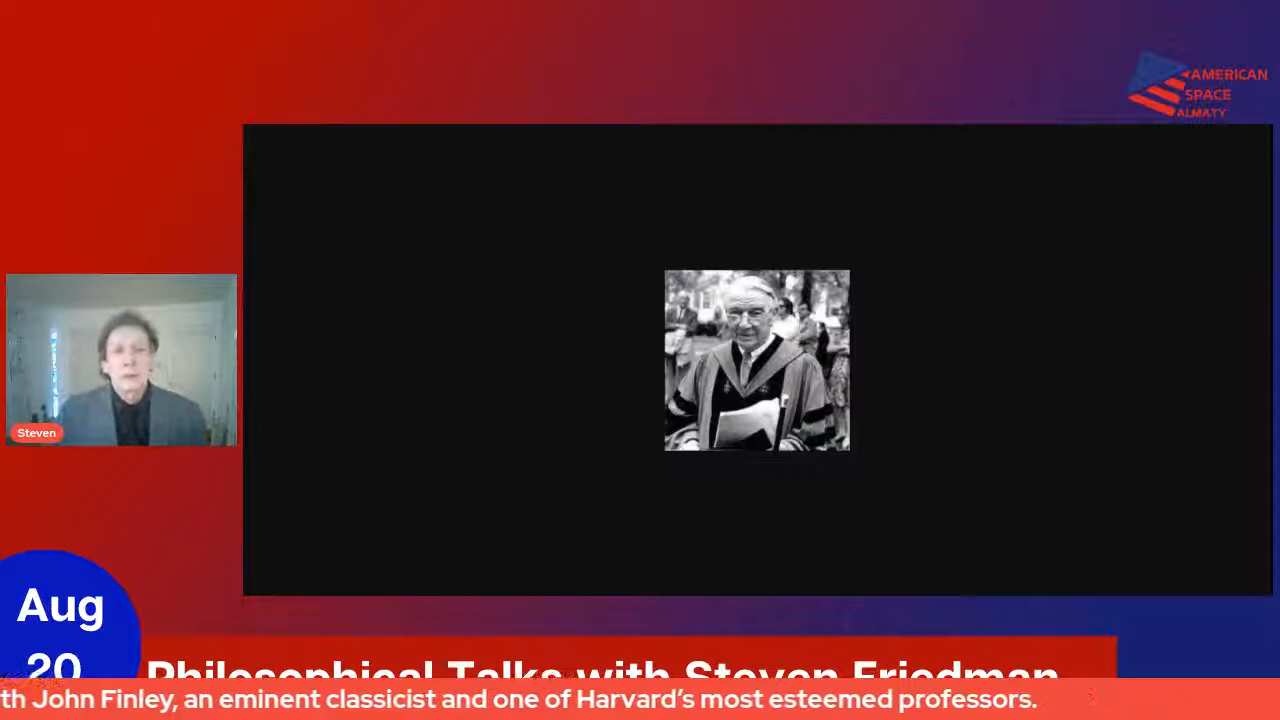 AMERICAN
SPACE
ALMATY
Steven
Aug
20
Philosophical Talks with Steven Friedman
th John Finley, an eminent classicist and one of Harvard’s most esteemed professors.